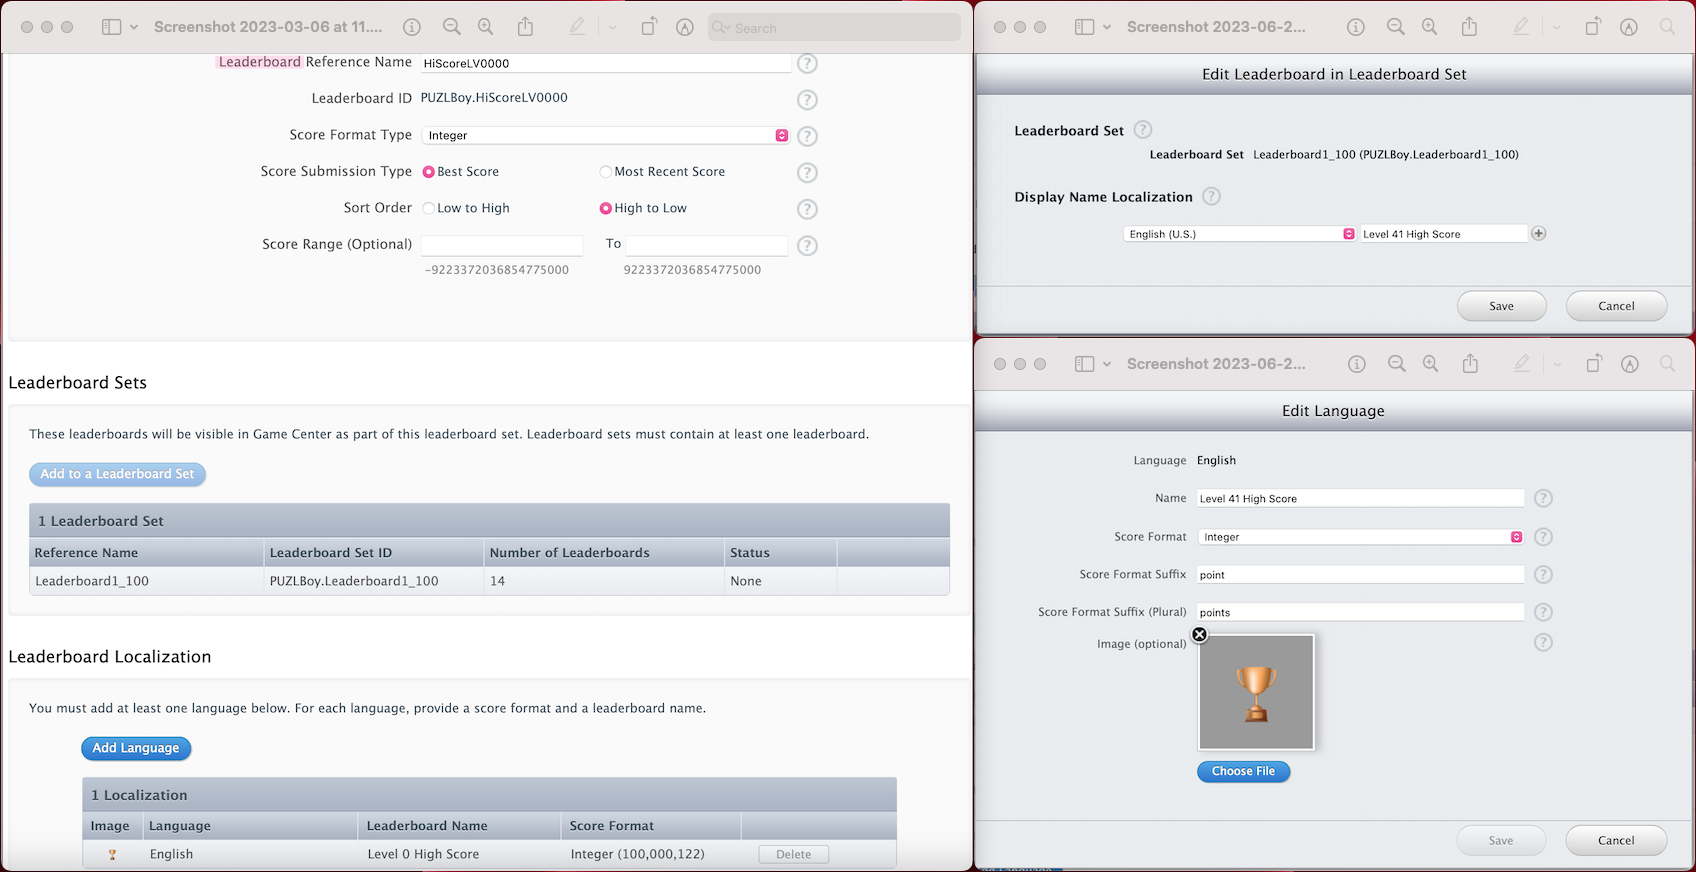 Screenshot 2023-03-06 at 11....
Search
Leaderboard Reference Name HiScoreLV0000
Leaderboard ID PUZLBoy.HiScoreLV0000
Score Format Type Integer
Score Submission Type Best Score Most Recent Score
Sort Order Low to High High to Low
Score Range (Optional) To
-9223372036854775000 9223372036854775000
Leaderboard Sets
These leaderboards will be visible in Game Center as part of this leaderboard set. Leaderboard sets must contain at least one leaderboard.
Add to a Leaderboard Set
1 Leaderboard Set
Reference Name Leaderboard Set ID Number of Leaderboards Status
Leaderboard1_100 PUZLBoy.Leaderboard1_100 14 None
Leaderboard Localization
You must add at least one language below. For each language, provide a score format and a leaderboard name.
Add Language
1 Localization
Image Language Leaderboard Name Score Format
English Level 0 High Score Integer (100,000,122) Delete
Screenshot 2023-06-2...
Edit Leaderboard in Leaderboard Set
Leaderboard Set ?
Leaderboard Set Leaderboard1_100 (PUZLBoy.Leaderboard1_100)
Display Name Localization ?
English (U.S.) Level 41 High Score
Save Cancel
Screenshot 2023-06-2...
Edit Language
Language English
Name Level 41 High Score ?
Score Format Integer ?
Score Format Suffix point ?
Score Format Suffix (Plural) points ?
Image (optional) ?
Choose File
Save Cancel